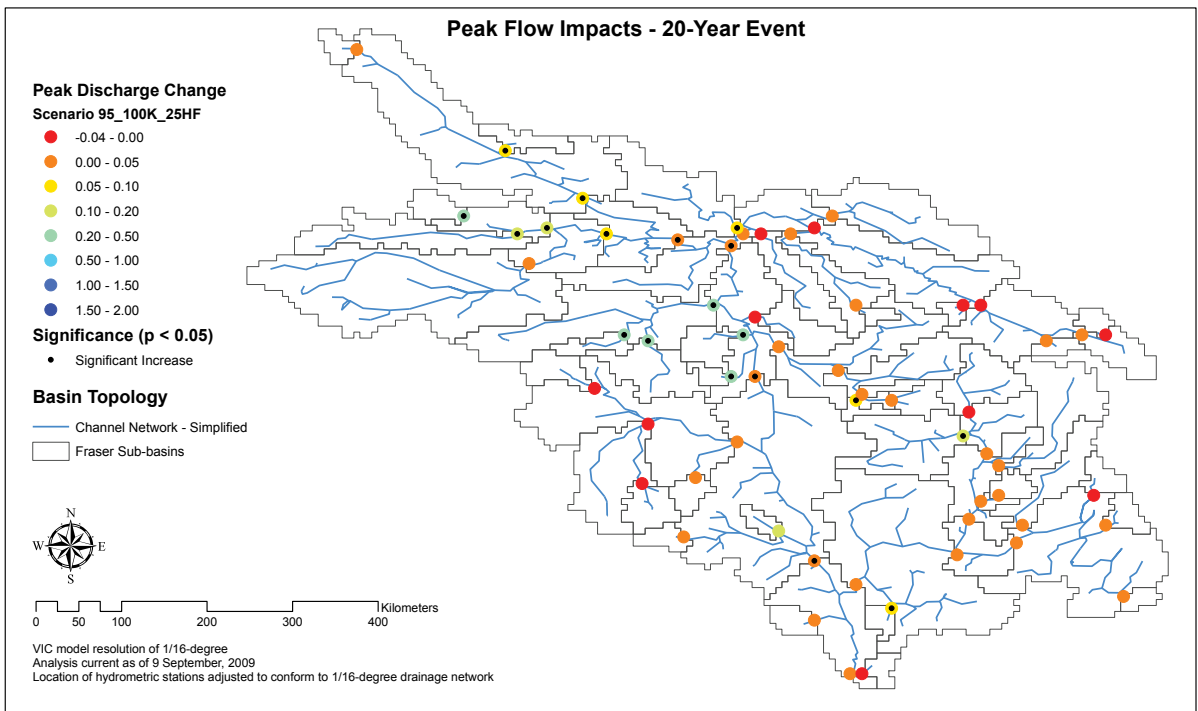 Peak Flow Impacts - 20-Year Event
Peak Discharge Change
Scenario 95_100K_25HF
-0.04 - 0.00
0.00 - 0.05
0.05 - 0.10
0.10 - 0.20
0.20 - 0.50
0.50 - 1.00
1.00 - 1.50
1.50 - 2.00
Significance (p < 0.05)
Significant Increase
Basin Topology
Channel Network - Simplified
Fraser Sub-basins
N
W E
S
Kilometers
0 50 100 200 300 400
VIC model resolution of 1/16-degree
Analysis current as of 9 September, 2009
Location of hydrometric stations adjusted to conform to 1/16-degree drainage network